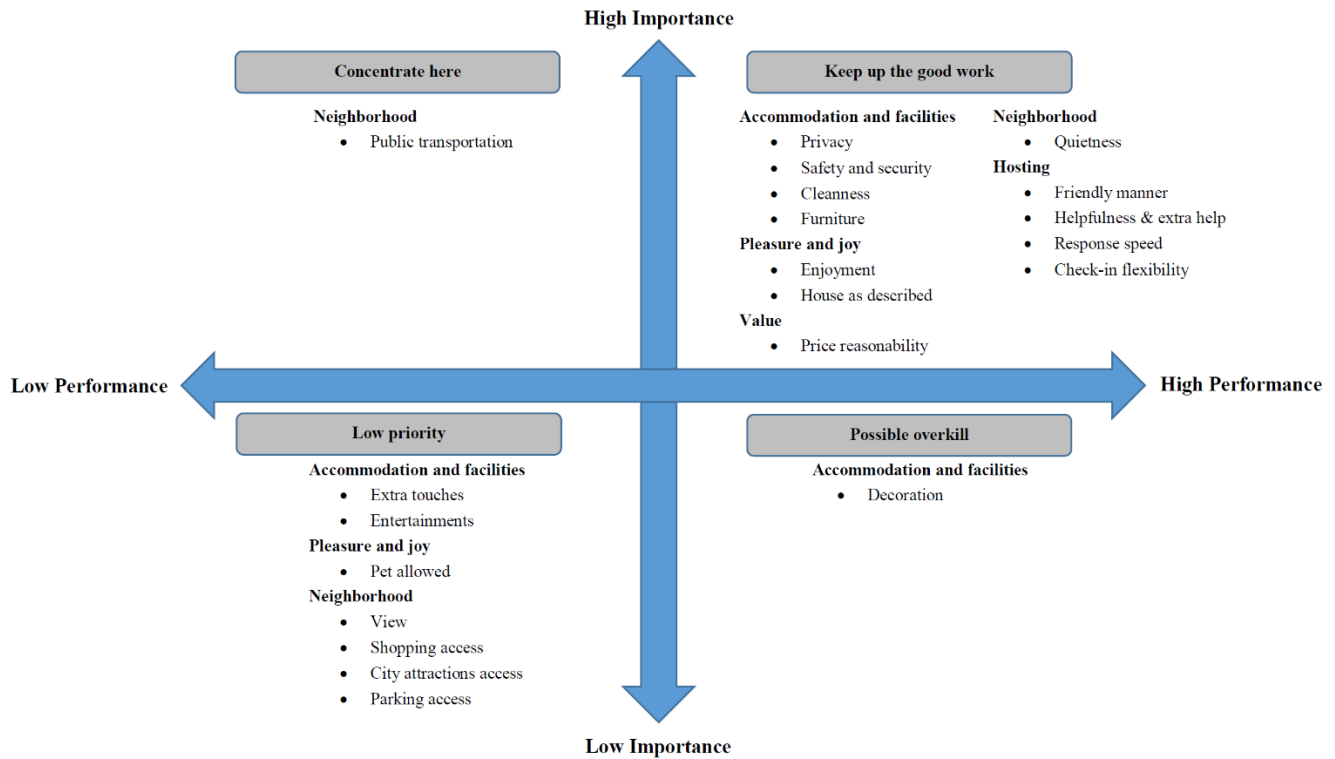 High Importance
Concentrate here
Neighborhood
• Public transportation
Keep up the good work
Accommodation and facilities
• Privacy
• Safety and security
• Cleanness
• Furniture
Pleasure and joy
• Enjoyment
• House as described
Value
• Price reasonability
Neighborhood
• Quietness
Hosting
• Friendly manner
• Helpfulness & extra help
• Response speed
• Check-in flexibility
Low Performance
High Performance
Low priority
Accommodation and facilities
• Extra touches
• Entertainments
Pleasure and joy
• Pet allowed
Neighborhood
• View
• Shopping access
• City attractions access
• Parking access
Possible overkill
Accommodation and facilities
• Decoration
Low Importance